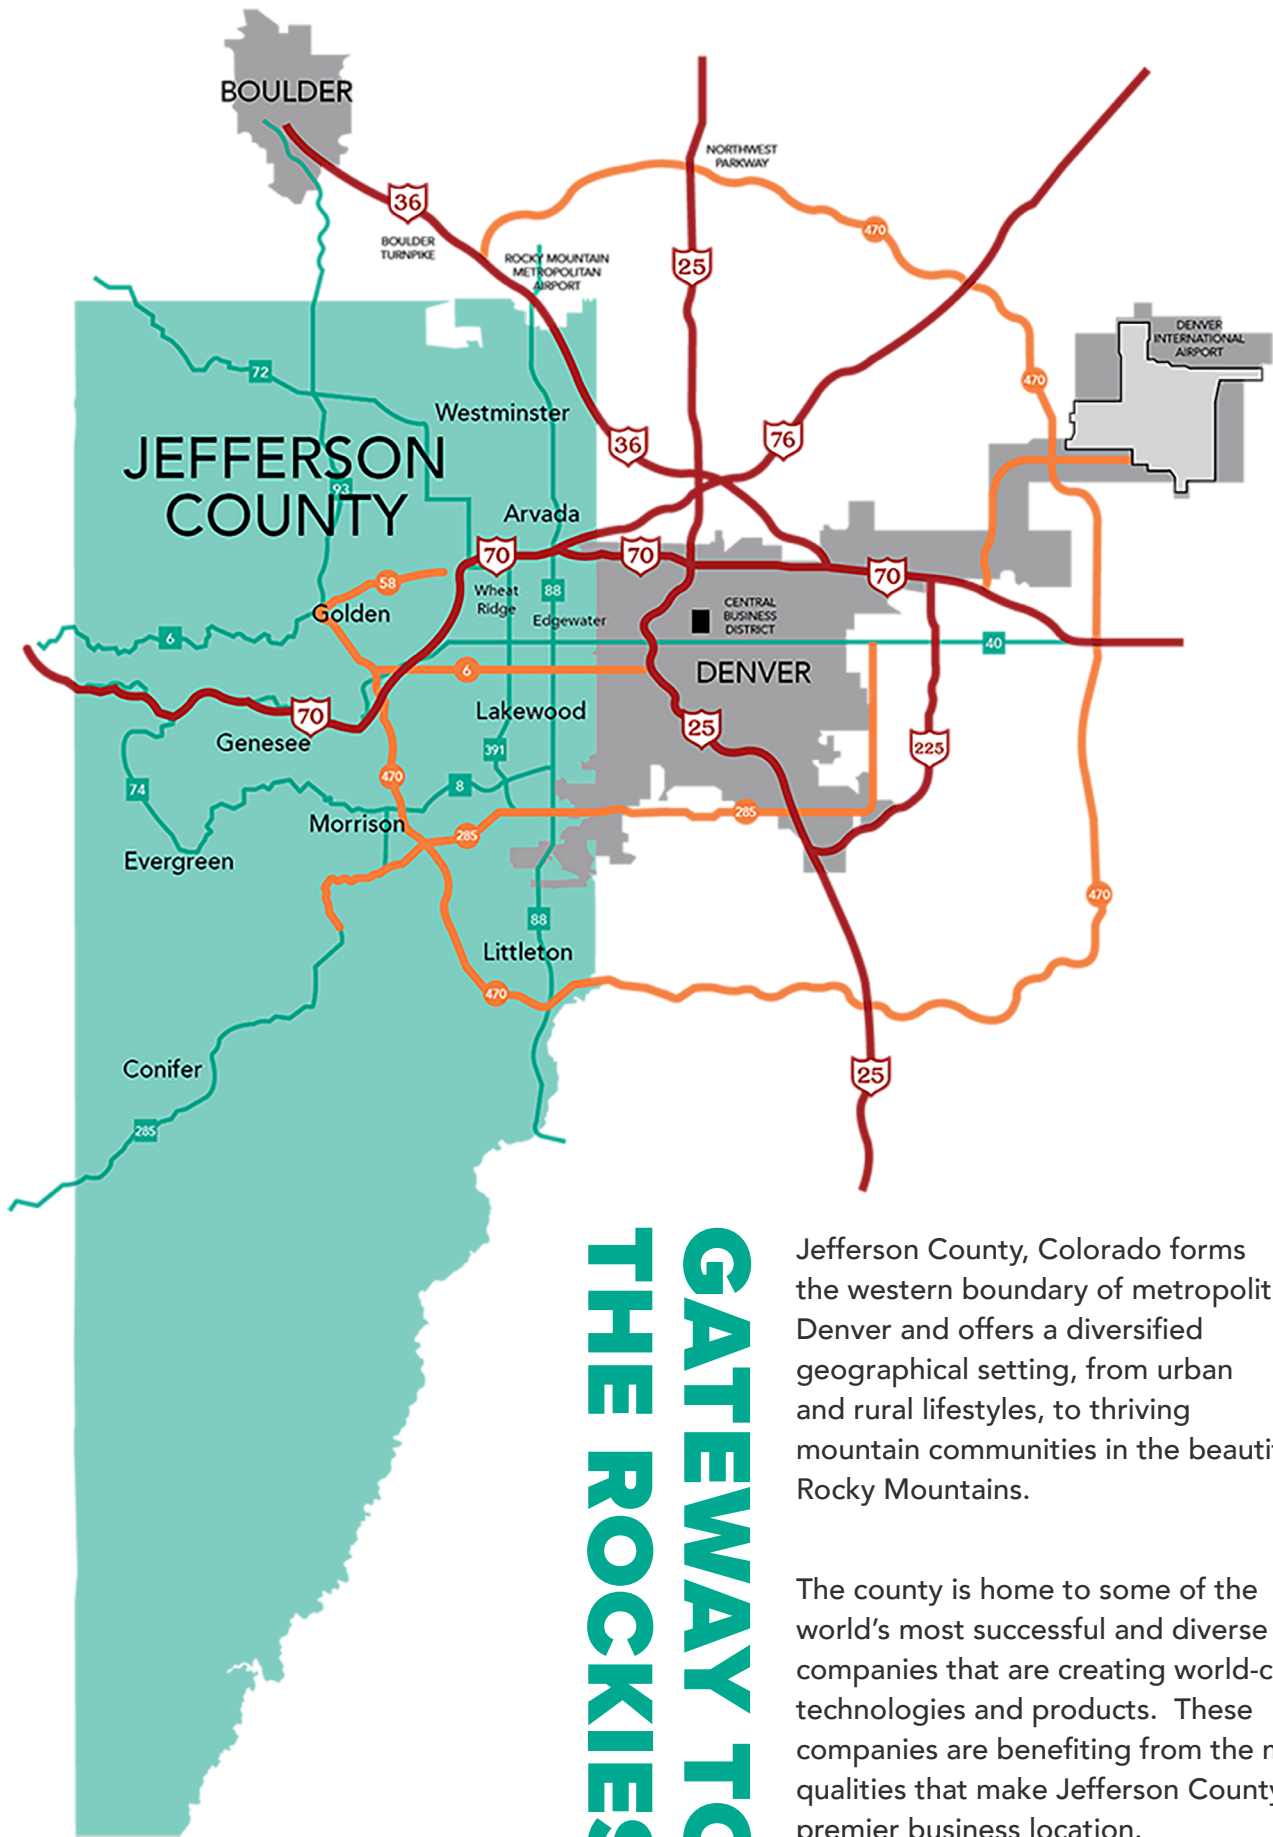 BOULDER
36
BOULDER
TURNPIKE
NORTHWEST
PARKWAY
470
25
ROCKY MOUNTAIN
METROPOLITAN
AIRPORT
DENVER
INTERNATIONAL
AIRPORT
72
470
Westminster
36
76
JEFFERSON
COUNTY
93
Arvada
70
70
70
58
Wheat
Ridge
88
Edgewater
CENTRAL
BUSINESS
DISTRICT
Golden
6
40
6
DENVER
Lakewood
70
25
Genesee
391
225
470
74
8
285
Morrison
285
Evergreen
470
88
Littleton
470
Conifer
25
285
GATEWAY TO
THE ROCKIES
Jefferson County, Colorado forms
the western boundary of metropolit
Denver and offers a diversified
geographical setting, from urban
and rural lifestyles, to thriving
mountain communities in the beauti
Rocky Mountains.
The county is home to some of the
world’s most successful and diverse
companies that are creating world-c
technologies and products.  These
companies are benefiting from the
qualities that make Jefferson County
premier business location.